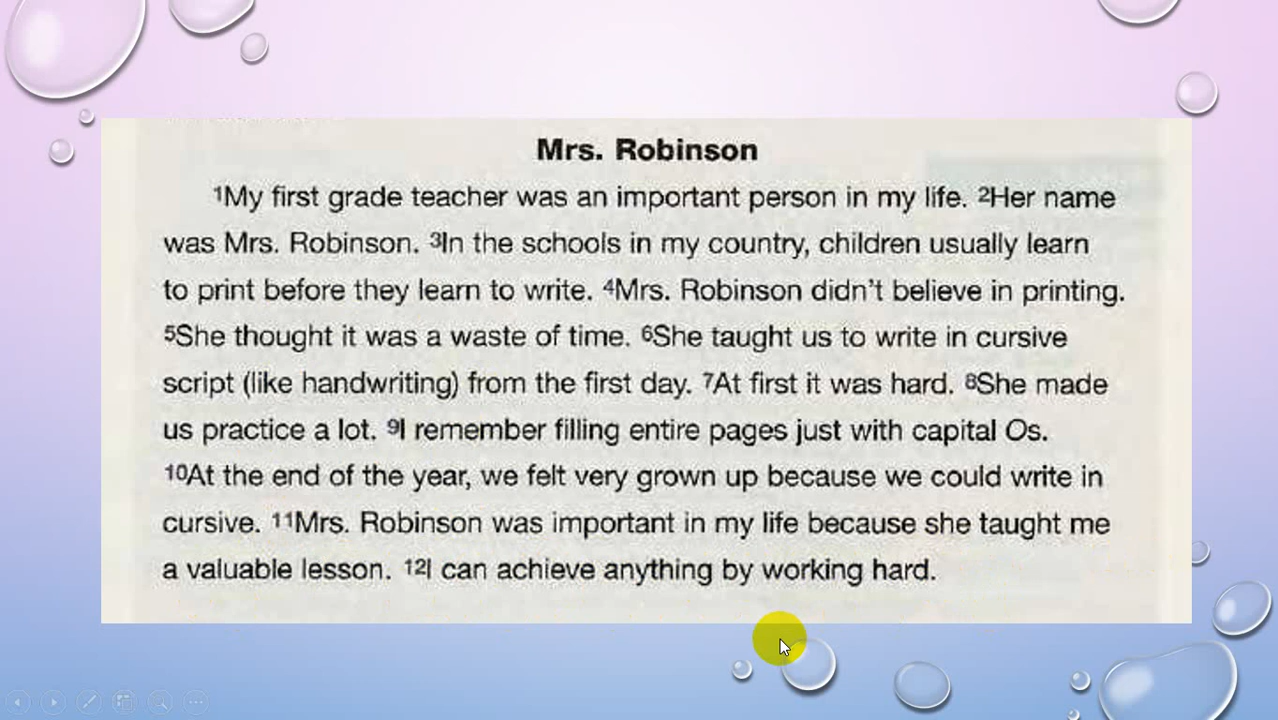 Mrs. Robinson
¹My first grade teacher was an important person in my life. ²Her name
was Mrs. Robinson. ³In the schools in my country, children usually learn
to print before they learn to write. ⁴Mrs. Robinson didn't believe in printing.
⁵She thought it was a waste of time. ⁶She taught us to write in cursive
script (like handwriting) from the first day. ⁷At first it was hard. ⁸She made
us practice a lot. ⁹I remember filling entire pages just with capital Os.
¹⁰At the end of the year, we felt very grown up because we could write in
cursive. ¹¹Mrs. Robinson was important in my life because she taught me
a valuable lesson. ¹²I can achieve anything by working hard.